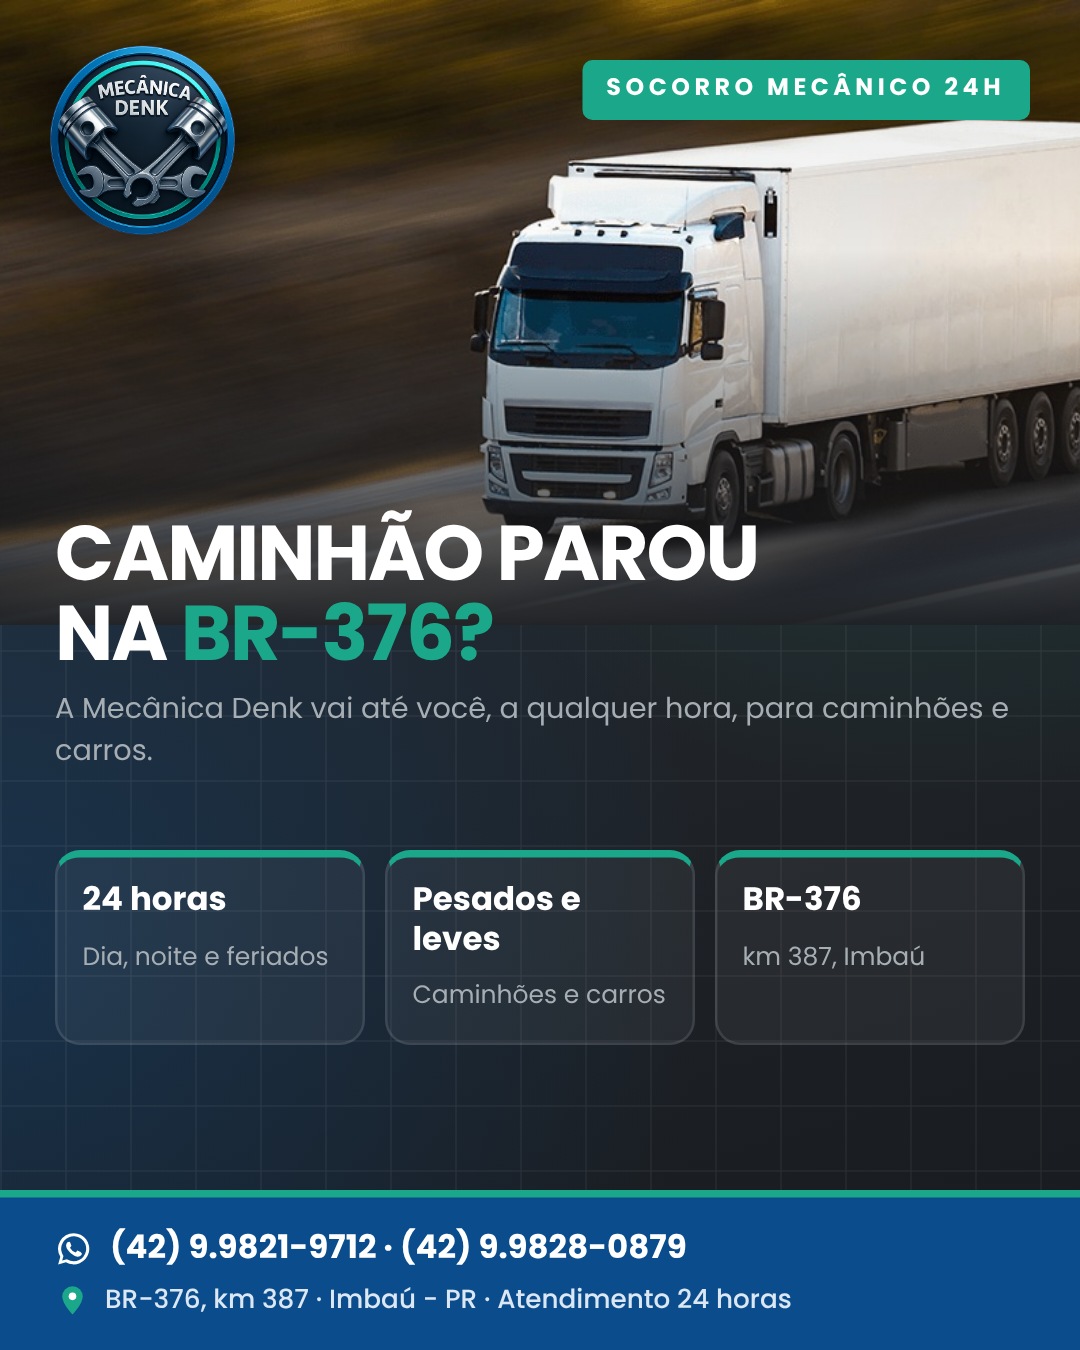 MECÂNICA
DENK
SOCORRO MECÂNICO 24H
CAMINHÃO PAROU
NA BR-376?
A Mecânica Denk vai até você, a qualquer hora, para caminhões e
carros.
24 horas
Dia, noite e feriados
Pesados e
leves
Caminhões e carros
BR-376
km 387, Imbaú
(42) 9.9821-9712 · (42) 9.9828-0879
BR-376, km 387 · Imbaú - PR · Atendimento 24 horas